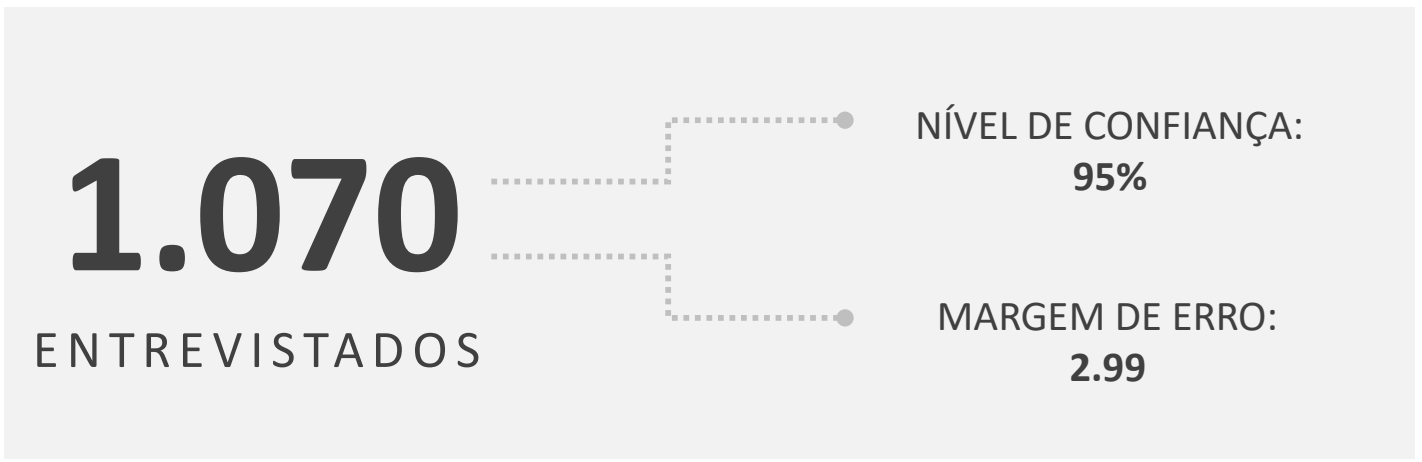 1.070
ENTREVISTADOS
NÍVEL DE CONFIANÇA:
95%
MARGEM DE ERRO:
2.99